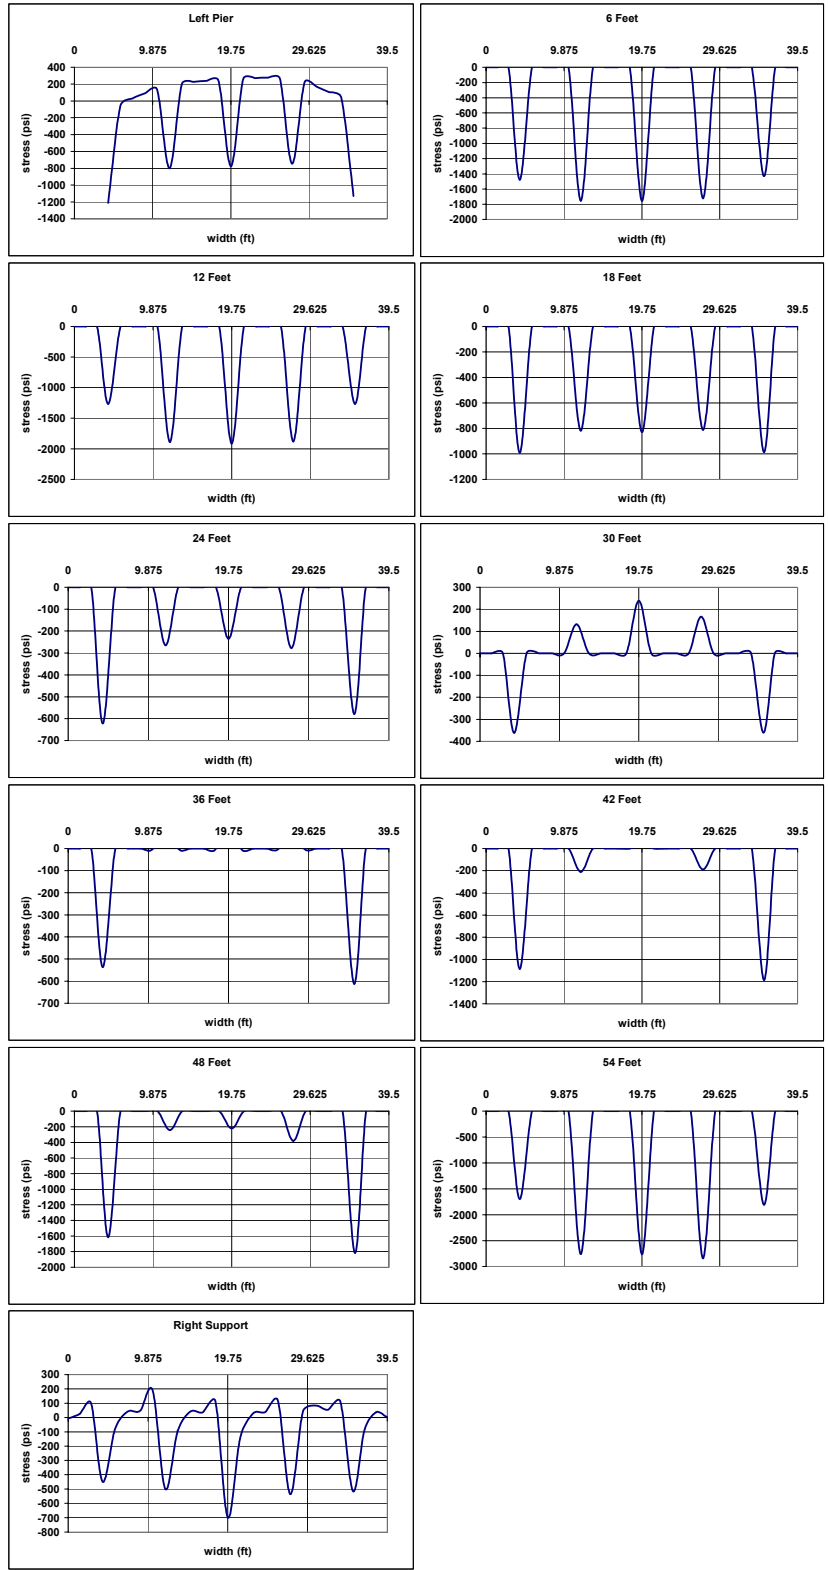 Left Pier
0 9.875 19.75 29.625 39.5
400
200
0
-200
-400
-600
-800
-1000
-1200
-1400
stress (psi)
width (ft)
6 Feet
0 9.875 19.75 29.625 39.5
0
-200
-400
-600
-800
-1000
-1200
-1400
-1600
-1800
-2000
stress (psi)
width (ft)
12 Feet
0 9.875 19.75 29.625 39.5
0
-500
-1000
-1500
-2000
-2500
stress (psi)
width (ft)
18 Feet
0 9.875 19.75 29.625 39.5
0
-200
-400
-600
-800
-1000
-1200
stress (psi)
width (ft)
24 Feet
0 9.875 19.75 29.625 39.5
0
-100
-200
-300
-400
-500
-600
-700
stress (psi)
width (ft)
30 Feet
0 9.875 19.75 29.625 39.5
300
200
100
0
-100
-200
-300
-400
stress (psi)
width (ft)
36 Feet
0 9.875 19.75 29.625 39.5
0
-100
-200
-300
-400
-500
-600
-700
stress (psi)
width (ft)
42 Feet
0 9.875 19.75 29.625 39.5
0
-200
-400
-600
-800
-1000
-1200
-1400
stress (psi)
width (ft)
48 Feet
0 9.875 19.75 29.625 39.5
0
-200
-400
-600
-800
-1000
-1200
-1400
-1600
-1800
-2000
stress (psi)
width (ft)
54 Feet
0 9.875 19.75 29.625 39.5
0
-500
-1000
-1500
-2000
-2500
-3000
stress (psi)
width (ft)
Right Support
0 9.875 19.75 29.625 39.5
300
200
100
0
-100
-200
-300
-400
-500
-600
-700
-800
stress (psi)
width (ft)